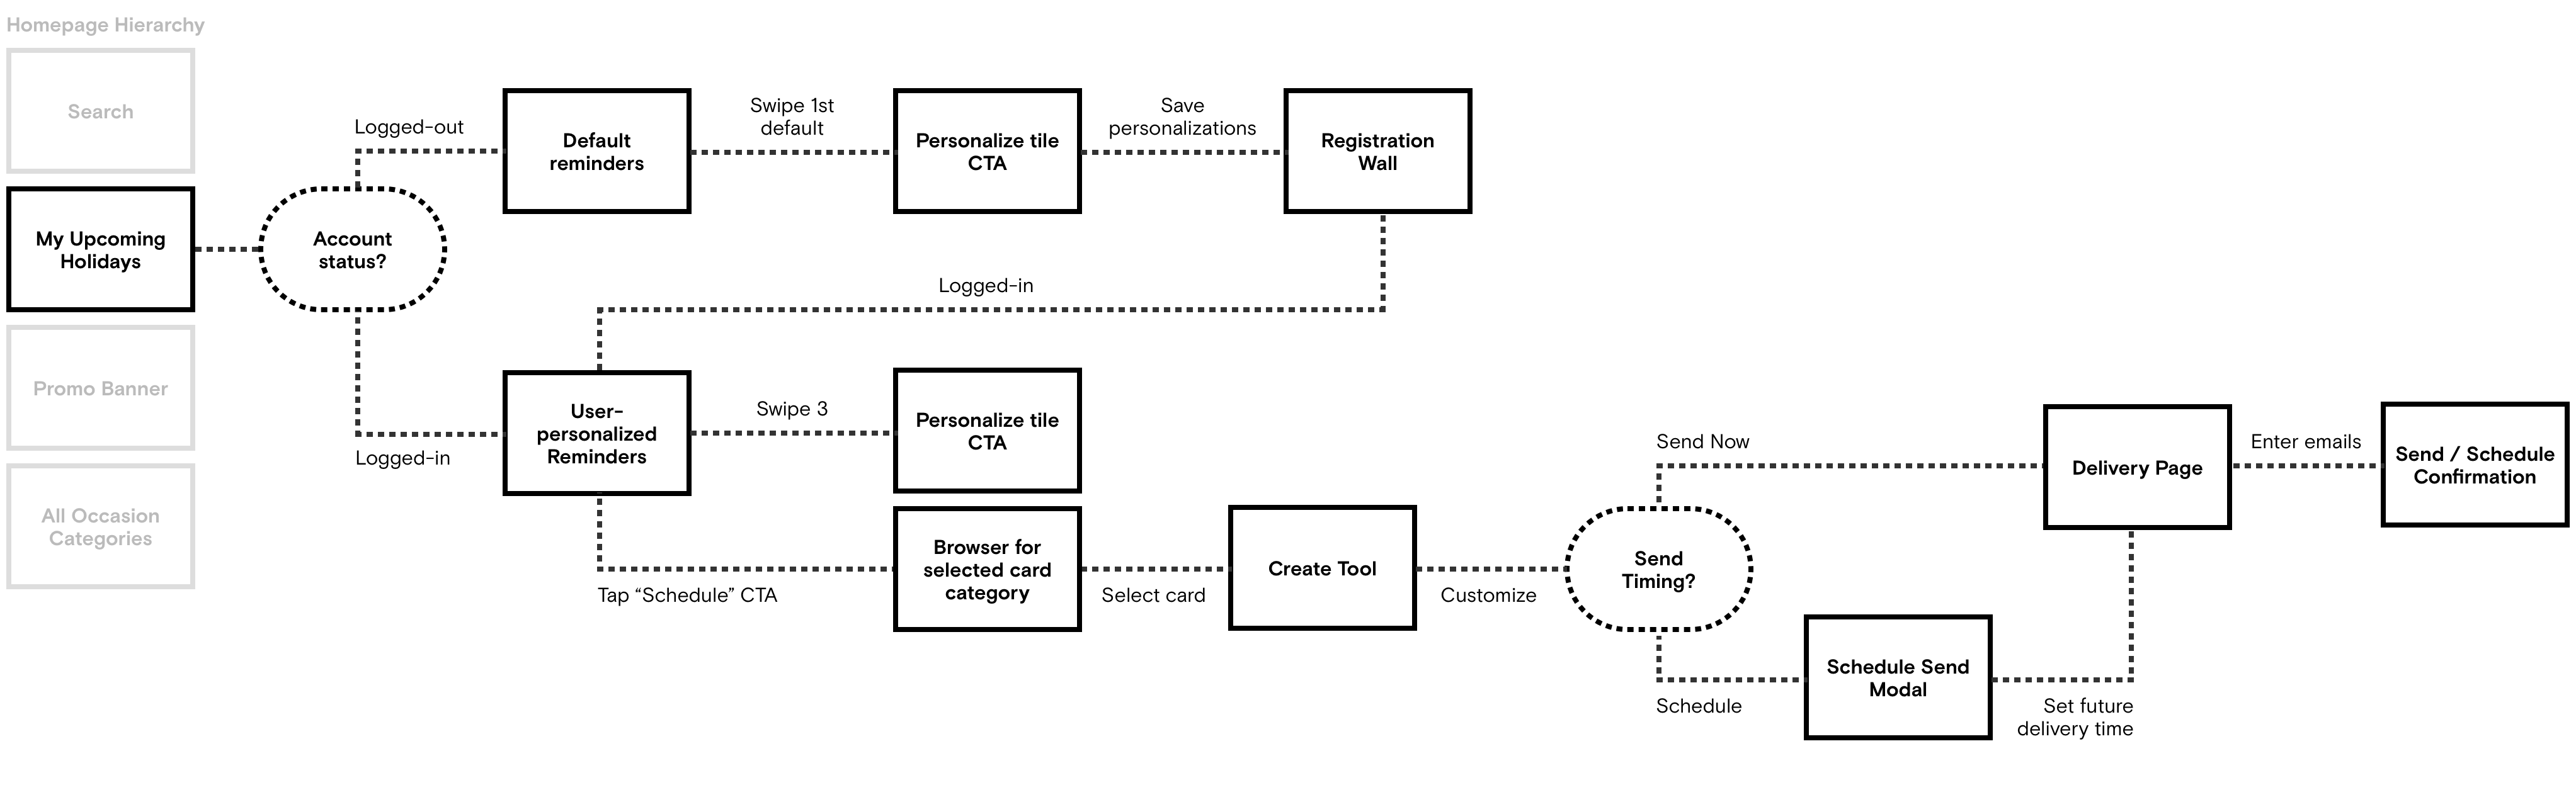 Homepage Hierarchy
Search
My Upcoming
Holidays
Promo Banner
All Occasion
Categories
Account
status?
Logged-out
Default
reminders
Swipe 1st
default
Personalize tile
CTA
Save
personalizations
Registration
Wall
Logged-in
Logged-in
User-
personalized
Reminders
Swipe 3
Personalize tile
CTA
Tap “Schedule” CTA
Browser for
selected card
category
Select card
Create Tool
Customize
Send
Timing?
Send Now
Schedule
Schedule Send
Modal
Set future
delivery time
Delivery Page
Enter emails
Send / Schedule
Confirmation